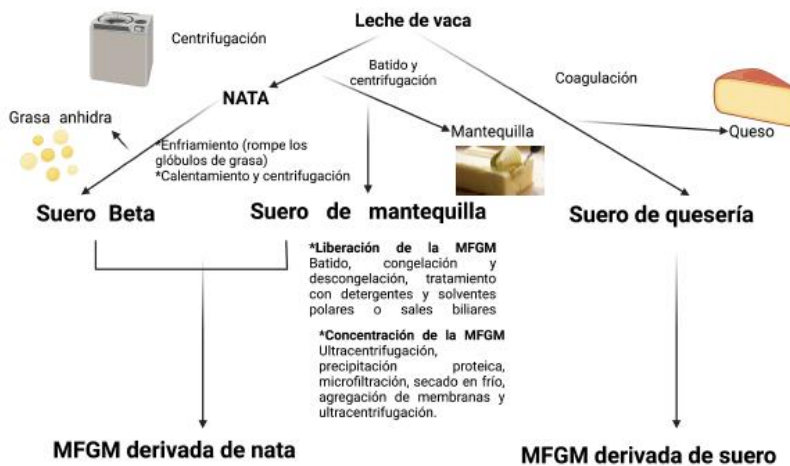 Leche de vaca
Centrifugación
Batido y
centrifugación
Coagulación
NATA
Grasa anhidra
Mantequilla
Queso
*Enfriamiento (rompe los
glóbulos de grasa)
*Calentamiento y centrifugación
Suero Beta
Suero de mantequilla
Suero de quesería
*Liberación de la MFGM
Batido, congelación y
descongelación, tratamiento
con detergentes y solventes
polares o sales biliares
*Concentración de la MFGM
Ultracentrifugación,
precipitación proteica,
microfiltración, secado en frío,
agregación de membranas y
ultracentrifugación.
MFGM derivada de nata
MFGM derivada de suero